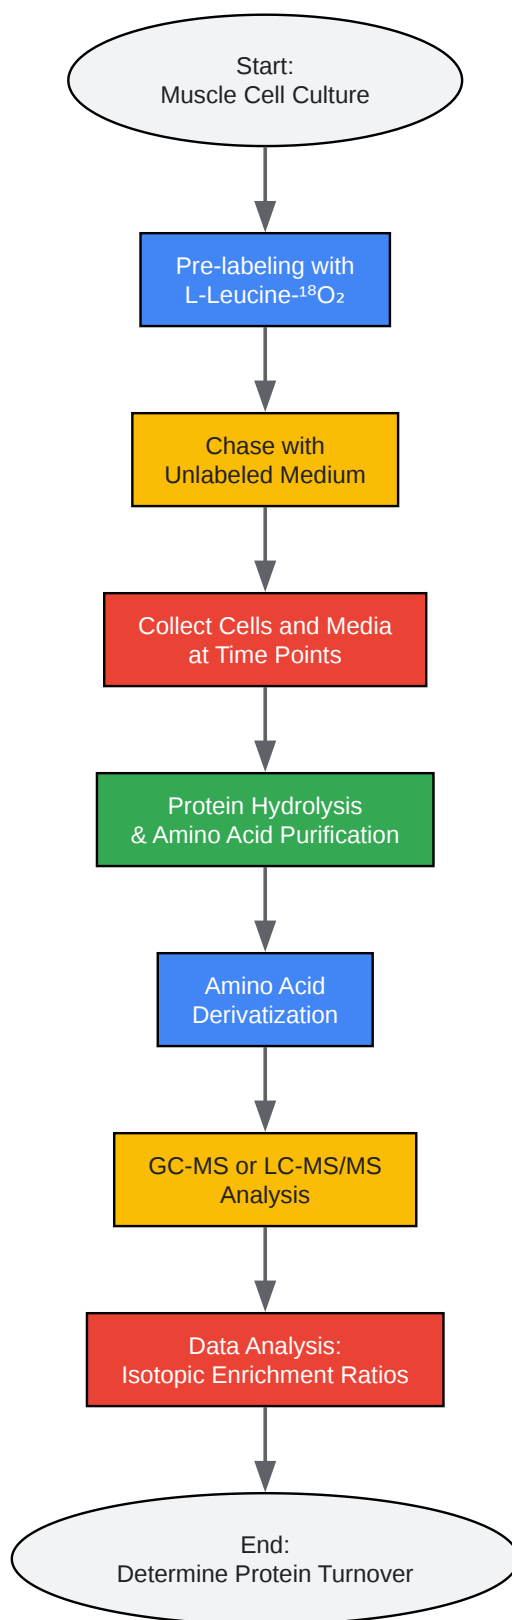 Start:
Muscle Cell Culture
Pre-labeling with
L-Leucine-¹⁸O₂
Chase with
Unlabeled Medium
Collect Cells and Media
at Time Points
Protein Hydrolysis
& Amino Acid Purification
Amino Acid
Derivatization
GC-MS or LC-MS/MS
Analysis
Data Analysis:
Isotopic Enrichment Ratios
End:
Determine Protein Turnover